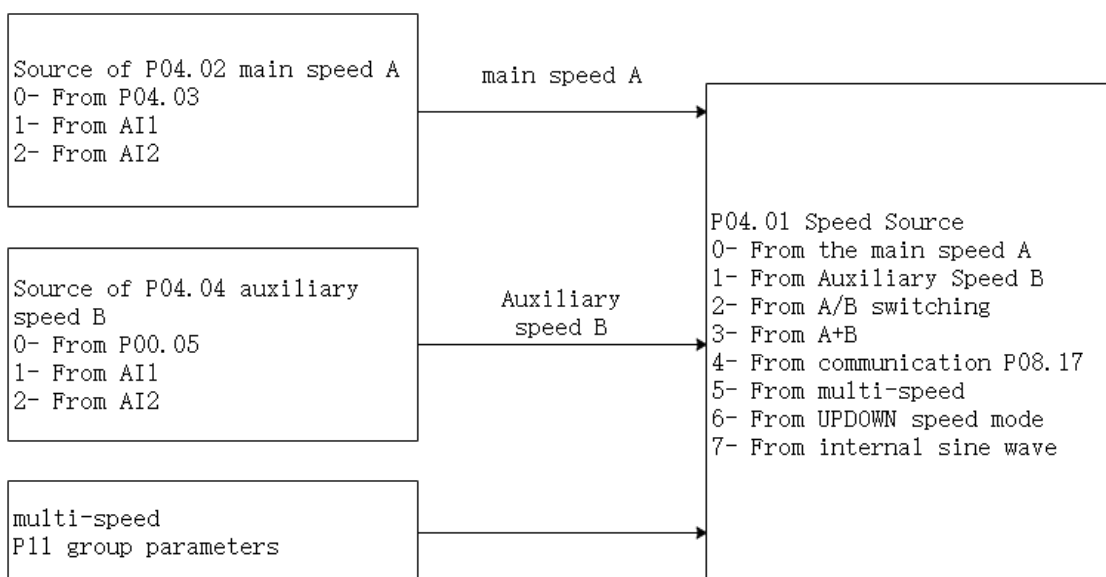 Source of P04.02 main speed A
0- From P04.03
1- From AI1
2- From AI2
main speed A
Source of P04.04 auxiliary
speed B
0- From P00.05
1- From AI1
2- From AI2
Auxiliary
speed B
multi-speed
P11 group parameters
P04.01 Speed Source
0- From the main speed A
1- From Auxiliary Speed B
2- From A/B switching
3- From A+B
4- From communication P08.17
5- From multi-speed
6- From UPDOWN speed mode
7- From internal sine wave